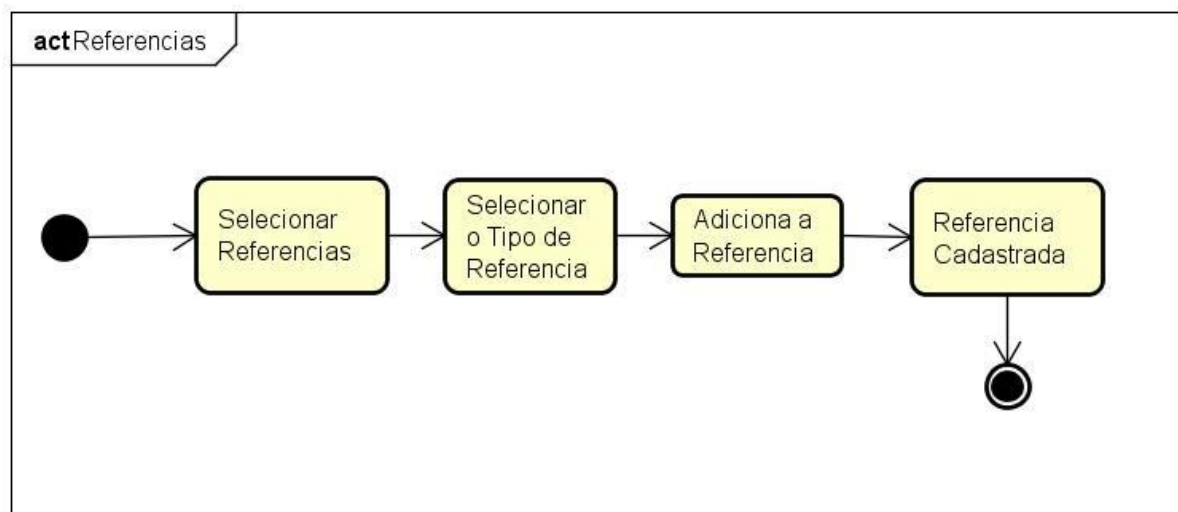 actReferencias
Selecionar
Referencias
Selecionar
o Tipo de
Referencia
Adiciona a
Referencia
Referencia
Cadastrada